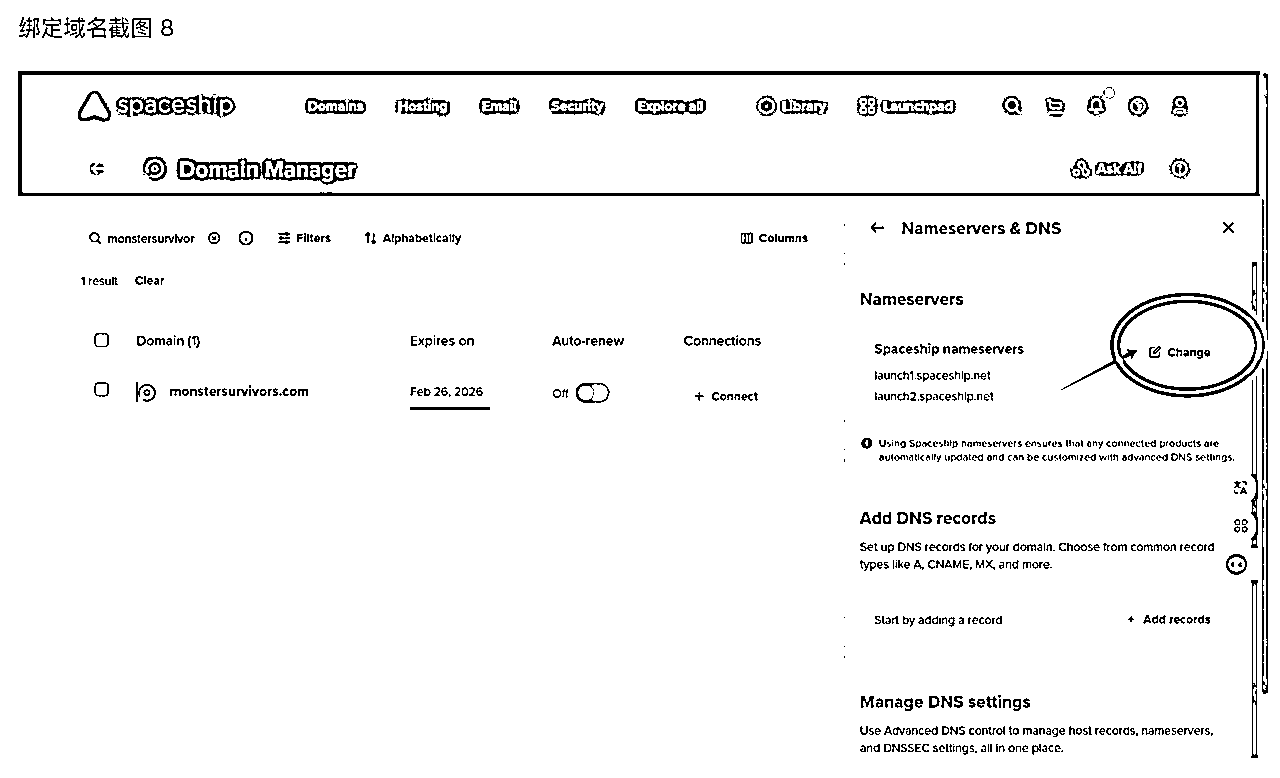 绑定域名截图 8
spaceship Domains Hosting Email Security Explore all Library Launchpad
Domain Manager Ask Alf
monstersurvivor Filters Alphabetically Columns
1 result Clear
Domain (1) Expires on Auto-renew Connections
monstersurvivors.com Feb 26, 2026 Off + Connect
Nameservers & DNS
Nameservers
Spaceship nameservers Change
launch1.spaceship.net
launch2.spaceship.net
Using Spaceship nameservers ensures that any connected products are
automatically updated and can be customized with advanced DNS settings.
Add DNS records
Set up DNS records for your domain. Choose from common record
types like A, CNAME, MX, and more.
Start by adding a record + Add records
Manage DNS settings
Use Advanced DNS control to manage host records, nameservers,
and DNSSEC settings, all in one place.